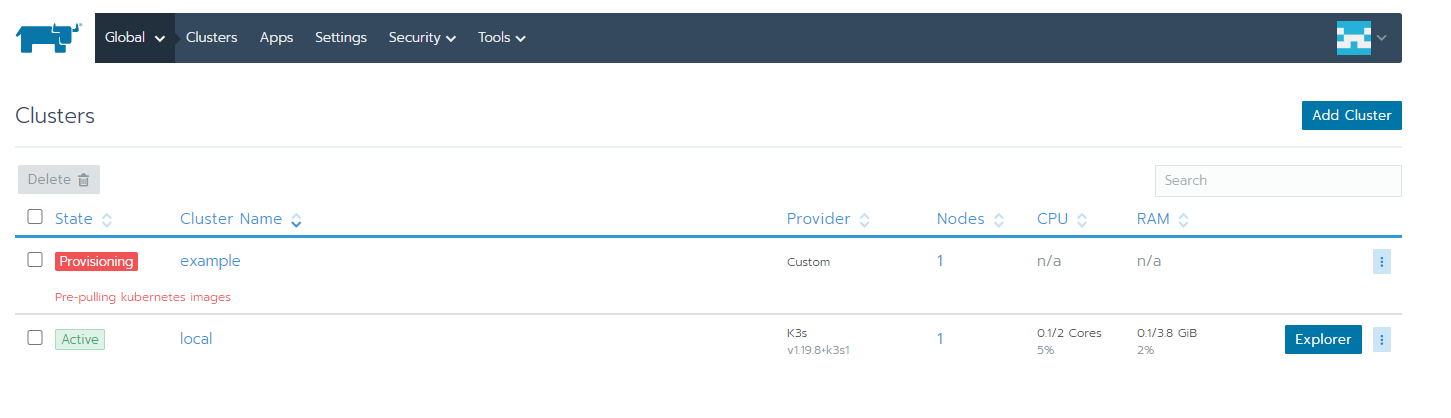 Global Clusters Apps Settings Security Tools
Clusters Add Cluster
Delete Search
State Cluster Name Provider Nodes CPU RAM
Provisioning example Custom 1 n/a n/a
Pre-pulling kubernetes images
Active local K3s 1 0.1/2 Cores 0.1/3.8 GiB Explorer
v1.19.8+k3s1 5% 2%